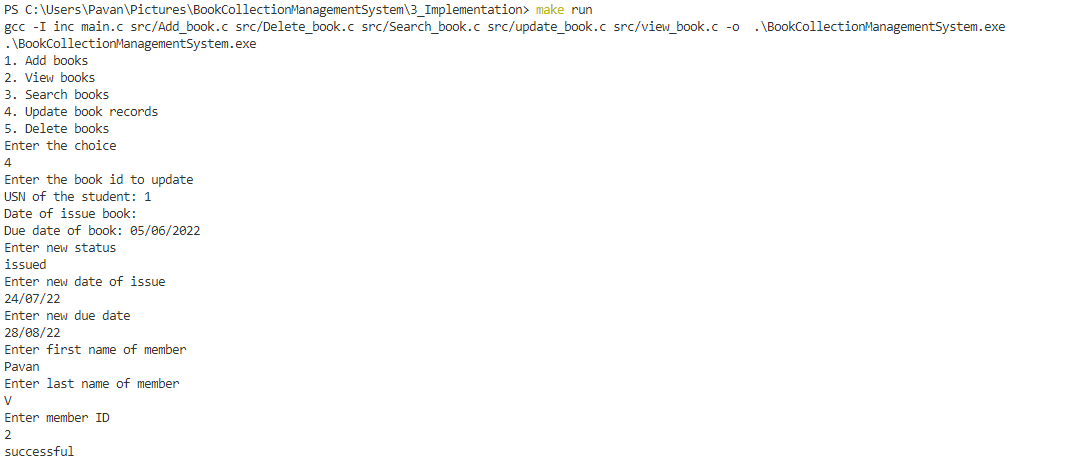 PS C:\Users\Pavan\Pictures\BookCollectionManagementSystem\3_Implementation> make run
gcc -I inc main.c src/Add_book.c src/Delete_book.c src/Search_book.c src/update_book.c src/view_book.c -o  .\BookCollectionManagementSystem.exe
.\BookCollectionManagementSystem.exe
1. Add books
2. View books
3. Search books
4. Update book records
5. Delete books
Enter the choice
4
Enter the book id to update
USN of the student: 1
Date of issue book:
Due date of book: 05/06/2022
Enter new status
issued
Enter new date of issue
24/07/22
Enter new due date
28/08/22
Enter first name of member
Pavan
Enter last name of member
V
Enter member ID
2
successful